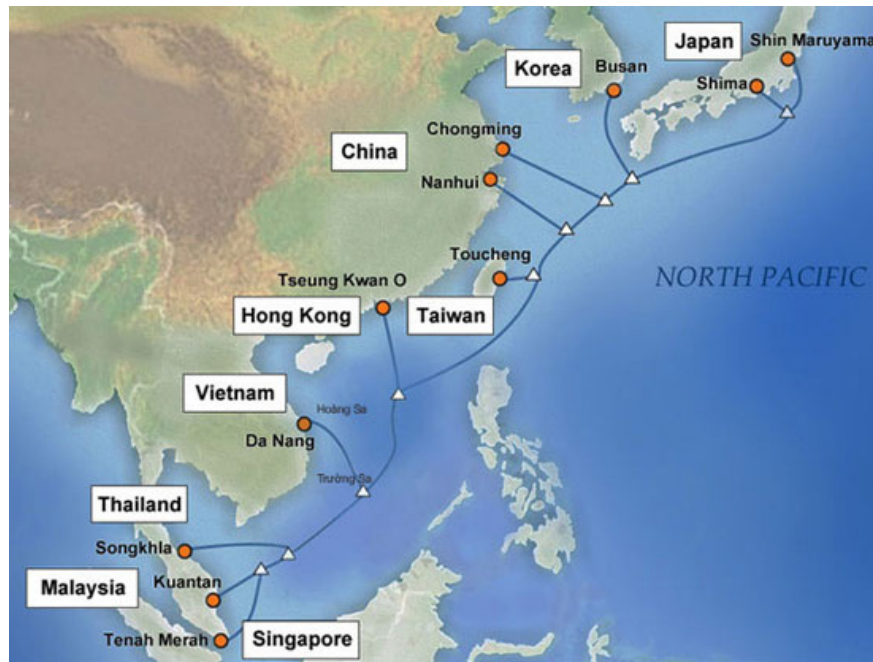 Japan
Shin Maruyama
Korea
Busan
Shima
Chongming
China
Nanhui
Toucheng
NORTH PACIFIC
Tseung Kwan O
Hong Kong
Taiwan
Vietnam
Hoàng Sa
Da Nang
Trường Sa
Thailand
Songkhla
Kuantan
Malaysia
Tenah Merah
Singapore